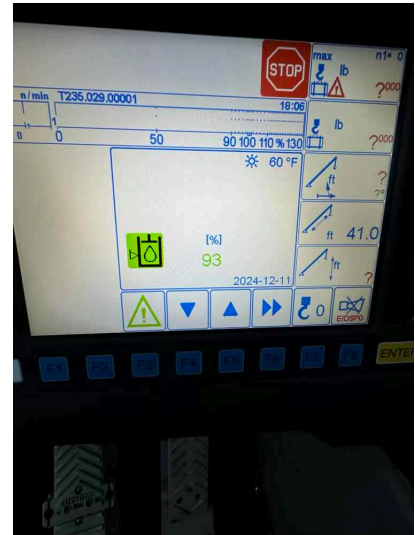 STOP
max n1* 0
lb
?000
n/min T235.029.00001 18:06
0 0 50 90 100 110 % 130
lb
?000
60 °F
ft ?
?°
ft 41.0
[%]
93
ft ?
2024-12-11
0
EIDSP0
F1 F2 F3 F4 F5 F6 F7 F8 ENTER